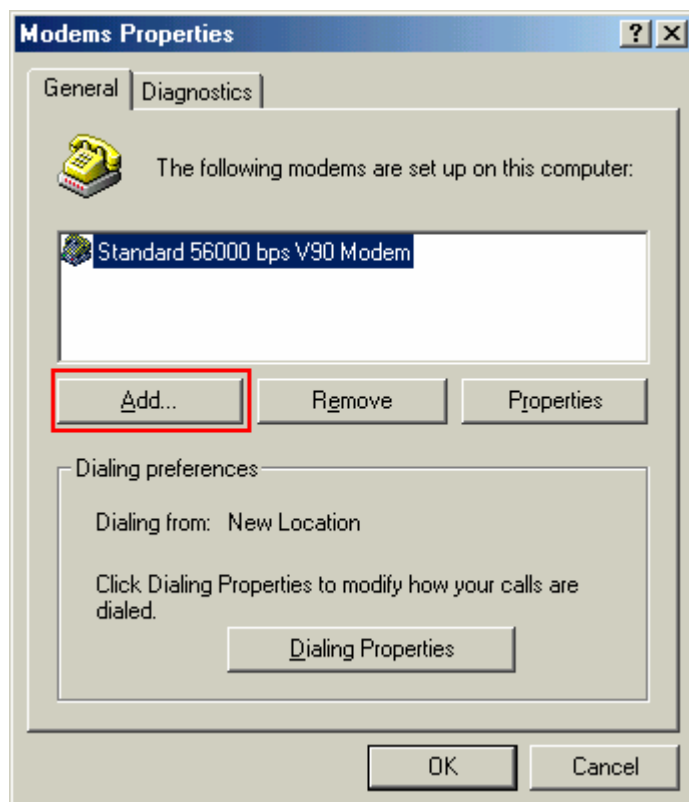 Modems Properties
General
Diagnostics
The following modems are set up on this computer:
Standard 56000 bps V90 Modem
Add...
Remove
Properties
Dialing preferences
Dialing from: New Location
Click Dialing Properties to modify how your calls are
dialed.
Dialing Properties
OK
Cancel